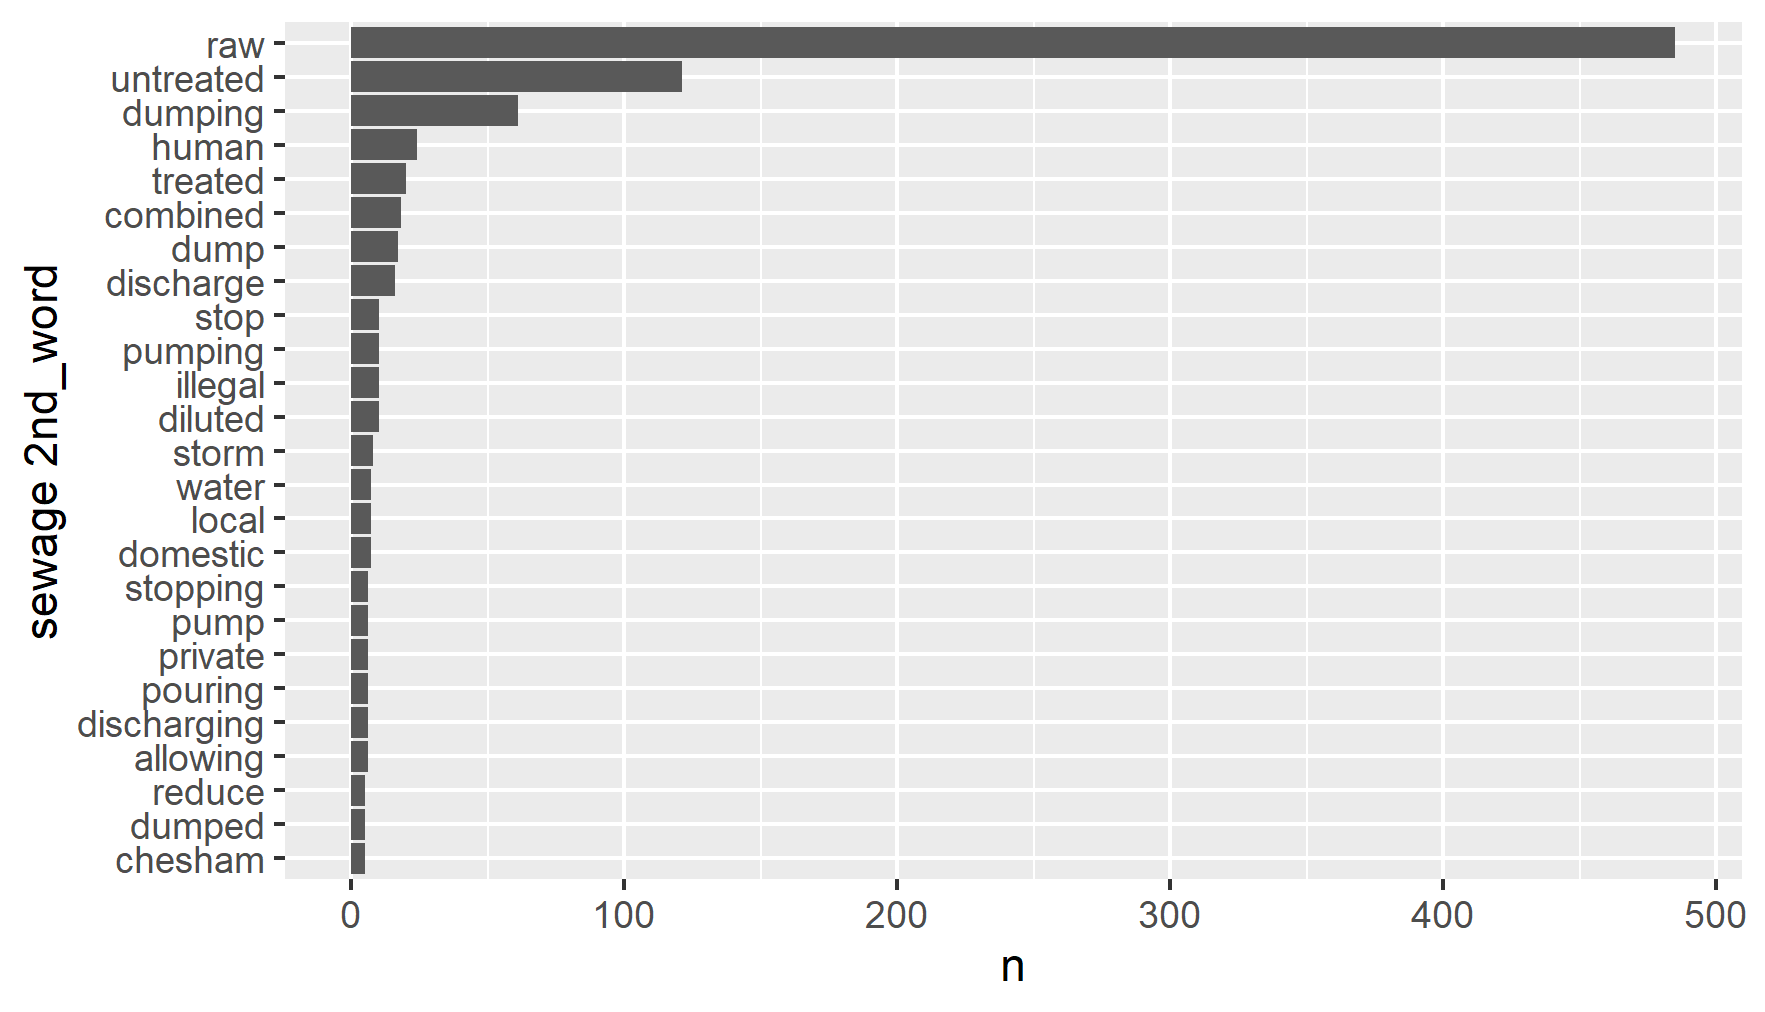 raw
untreated
dumping
human
treated
combined
dump
discharge
stop
pumping
illegal
diluted
storm
water
local
domestic
stopping
pump
private
pouring
discharging
allowing
reduce
dumped
chesham
sewage 2nd_word
0 100 200 300 400 500
n